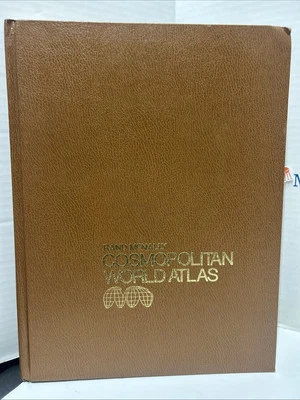 RAND McNALLY
COSMOPOLITAN
WORLD ATLAS